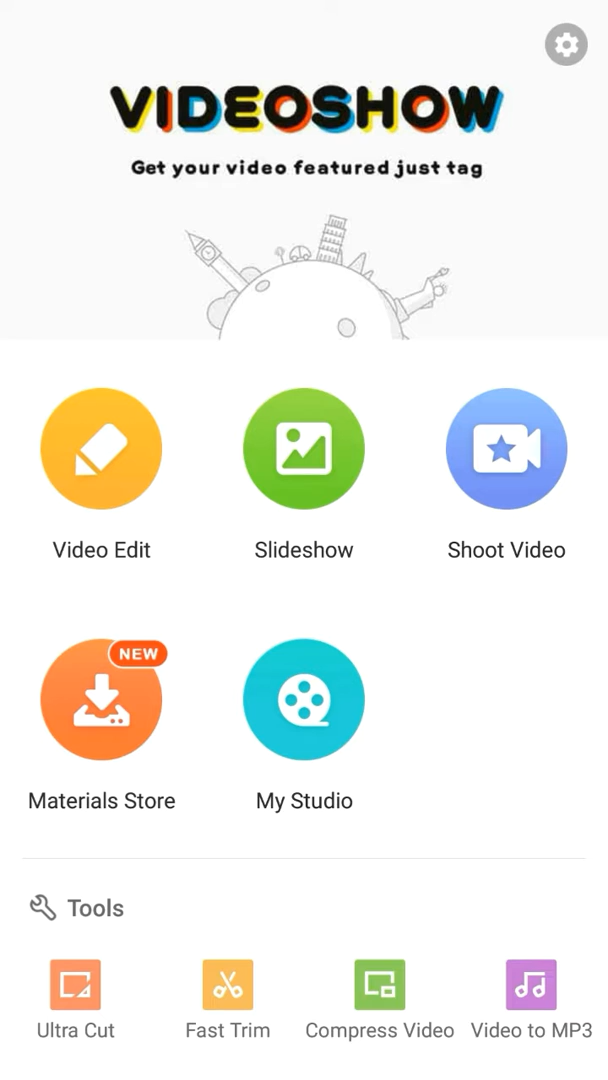 VIDEOSHOW
Get your video featured just tag
Video Edit
Slideshow
Shoot Video
NEW
Materials Store
My Studio
Tools
Ultra Cut
Fast Trim
Compress Video
Video to MP3